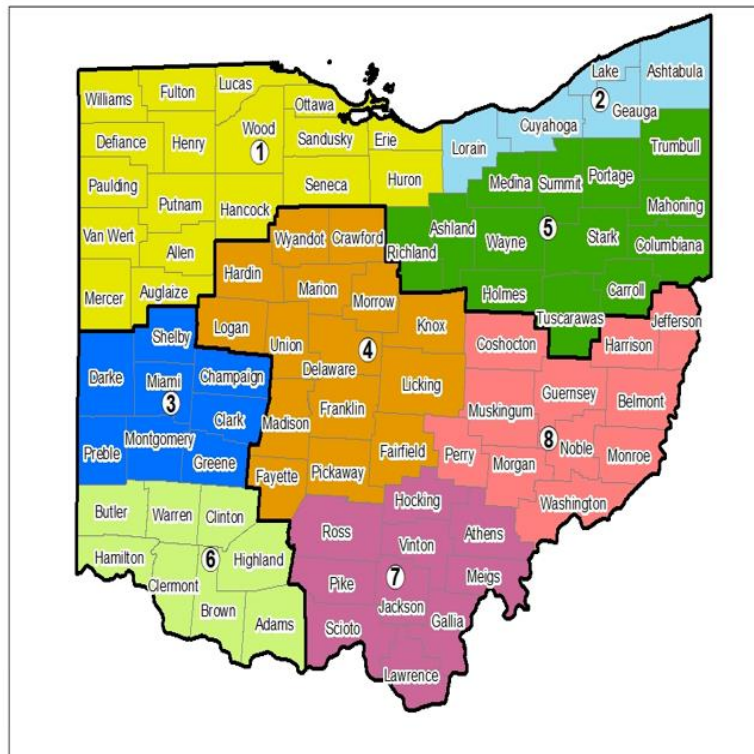 Lake
Ashtabula
2
Geauga
Cuyahoga
Lorain
Williams
Fulton
Lucas
Ottawa
Defiance
Henry
Wood
Sandusky
Erie
1
Paulding
Putnam
Seneca
Huron
Hancock
Van Wert
Allen
Mercer
Auglaize
Trumbull
Medina
Summit
Portage
Mahoning
Ashland
Richland
Wayne
5
Stark
Columbiana
Holmes
Carroll
Tuscarawas
Wyandot
Crawford
Hardin
Marion
Morrow
Logan
Union
Knox
4
Delaware
Licking
Franklin
Madison
Fairfield
Fayette
Pickaway
Shelby
Darke
Miami
Champaign
3
Clark
Montgomery
Preble
Greene
Coshocton
Harrison
Jefferson
Guernsey
Muskingum
Belmont
8
Noble
Perry
Morgan
Monroe
Washington
Butler
Warren
Clinton
Hamilton
6
Highland
Clermont
Brown
Adams
Hocking
Ross
Athens
Vinton
Pike
7
Meigs
Jackson
Gallia
Scioto
Lawrence